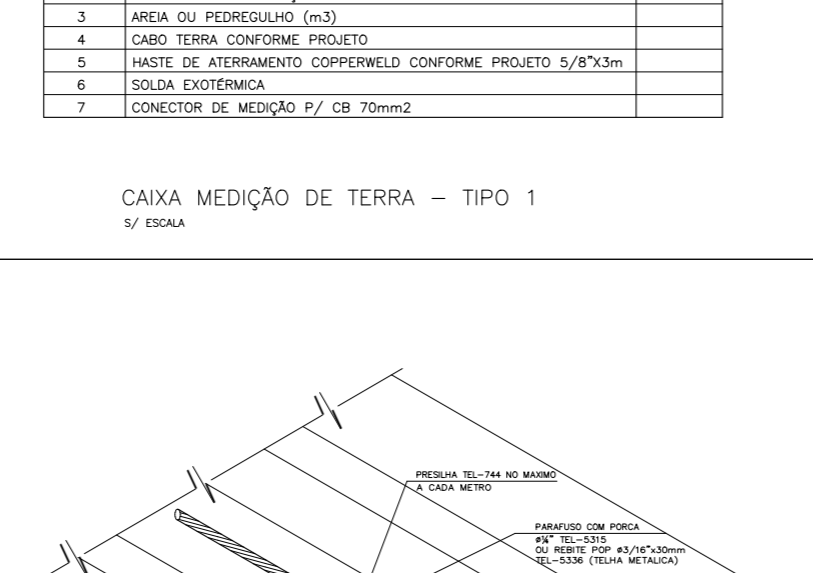 3 AREIA OU PEDREGULHO (m3)
4 CABO TERRA CONFORME PROJETO
5 HASTE DE ATERRAMENTO COPPERWELD CONFORME PROJETO 5/8"X3m
6 SOLDA EXOTÉRMICA
7 CONECTOR DE MEDIÇÃO P/ CB 70mm2
CAIXA MEDIÇÃO DE TERRA – TIPO 1
S/ ESCALA
PRESILHA TEL-744 NO MAXIMO
A CADA METRO
PARAFUSO COM PORCA
ø¼" TEL-5315
OU REBITE POP ø3/16"x30mm
TEL-5336 (TELHA METALICA)